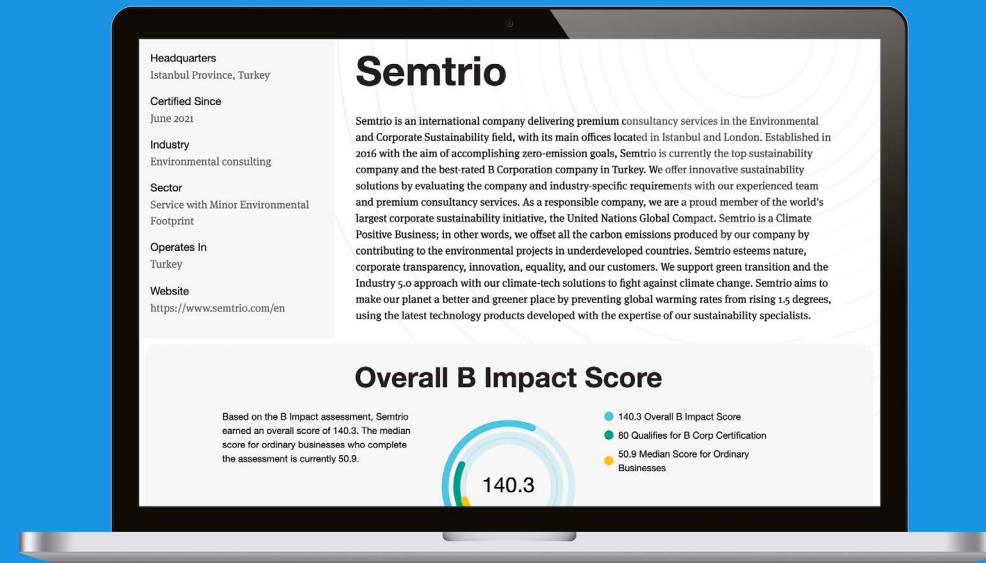 Headquarters
Istanbul Province, Turkey
Certified Since
June 2021
Industry
Environmental consulting
Sector
Service with Minor Environmental
Footprint
Operates In
Turkey
Website
https://www.semtrio.com/en
Semtrio
Semtrio is an international company delivering premium consultancy services in the Environmental
and Corporate Sustainability field, with its main offices located in Istanbul and London. Established in
2016 with the aim of accomplishing zero-emission goals, Semtrio is currently the top sustainability
company and the best-rated B Corporation company in Turkey. We offer innovative sustainability
solutions by evaluating the company and industry-specific requirements with our experienced team
and premium consultancy services. As a responsible company, we are a proud member of the world's
largest corporate sustainability initiative, the United Nations Global Compact. Semtrio is a Climate
Positive Business; in other words, we offset all the carbon emissions produced by our company by
contributing to the environmental projects in underdeveloped countries. Semtrio esteems nature,
corporate transparency, innovation, equality, and our customers. We support green transition and the
Industry 5.0 approach with our climate-tech solutions to fight against climate change. Semtrio aims to
make our planet a better and greener place by preventing global warming rates from rising 1.5 degrees,
using the latest technology products developed with the expertise of our sustainability specialists.
Overall B Impact Score
Based on the B Impact assessment, Semtrio
earned an overall score of 140.3. The median
score for ordinary businesses who complete
the assessment is currently 50.9.
140.3
140.3 Overall B Impact Score
80 Qualifies for B Corp Certification
50.9 Median Score for Ordinary
Businesses